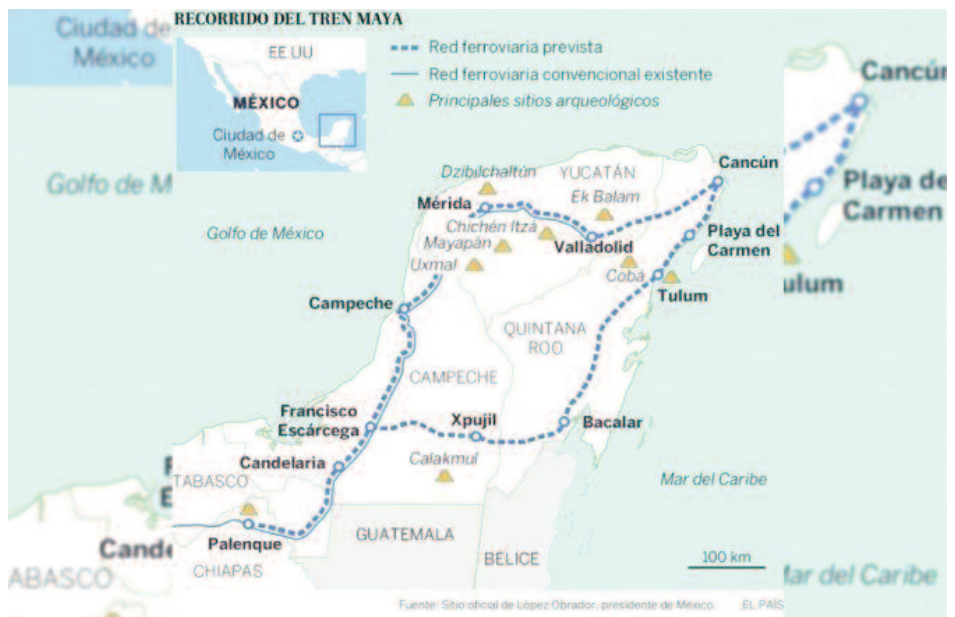 RECORRIDO DEL TREN MAYA
EE UU
MÉXICO
Ciudad de
México
Red ferroviaria prevista
Red ferroviaria convencional existente
Principales sitios arqueológicos
Ciudad de
México
Golfo de M
Cancún
Playa de
Carmen
ulum
Dzibilchaltún
YUCATÁN
Cancún
Mérida
Ek Balam
Golfo de México
Chichén Itzá
Mayapán
Valladolid
Playa del
Carmen
Uxmal
Cobá
Tulum
Campeche
QUINTANA
ROO
CAMPECHE
Francisco
Escárcega
Xpujil
Bacalar
Candelaria
Calakmul
TABASCO
Mar del Caribe
Palenque
GUATEMALA
CHIAPAS
BELICE
100 km
F
E
Cande
ABASCO
Mar del Caribe
Fuente: Sitio oficial de López Obrador, presidente de México.
EL PAÍS